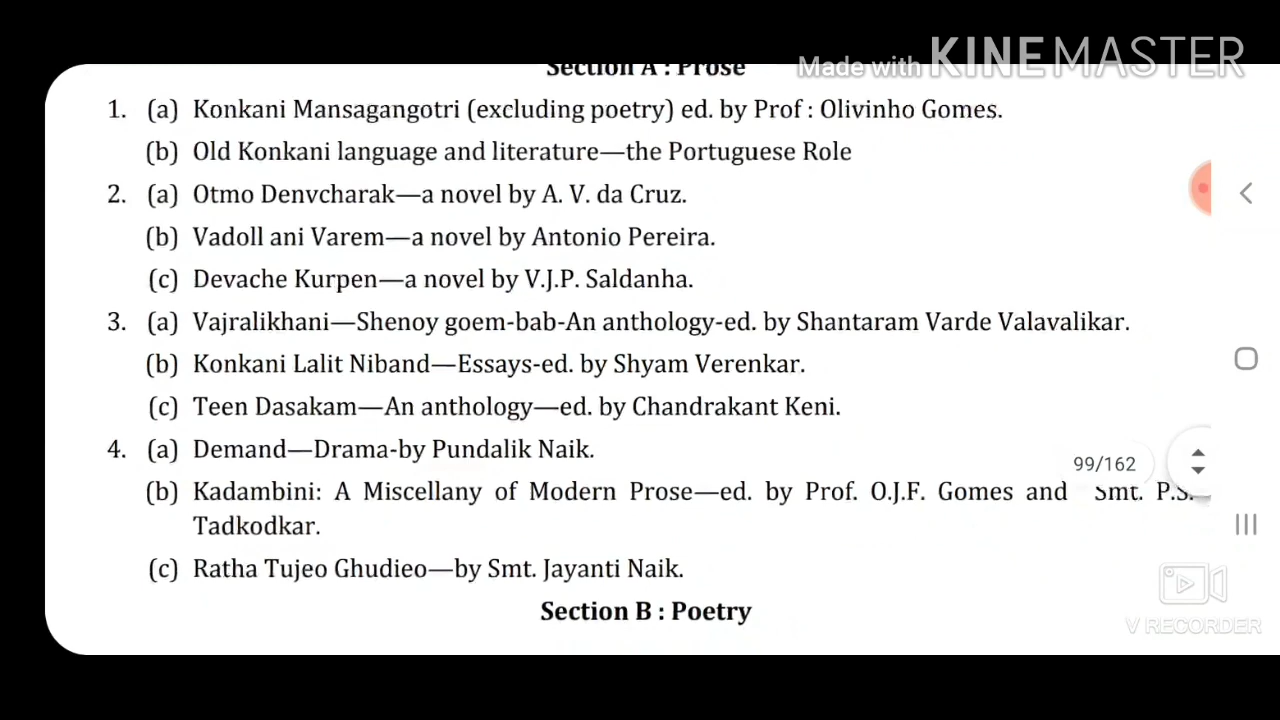 Section A : Prose
Made with KINEMASTER
1. (a) Konkani Mansagangotri (excluding poetry) ed. by Prof : Olivinho Gomes.
(b) Old Konkani language and literature—the Portuguese Role
2. (a) Otmo Denvcharak—a novel by A. V. da Cruz.
(b) Vadoll ani Varem—a novel by Antonio Pereira.
(c) Devache Kurpen—a novel by V.J.P. Saldanha.
3. (a) Vajralikhani—Shenoy goem-bab-An anthology-ed. by Shantaram Varde Valavalikar.
(b) Konkani Lalit Niband—Essays-ed. by Shyam Verenkar.
(c) Teen Dasakam—An anthology—ed. by Chandrakant Keni.
4. (a) Demand—Drama-by Pundalik Naik.
99/162
(b) Kadambini: A Miscellany of Modern Prose—ed. by Prof. O.J.F. Gomes and Smt. P.S.
Tadkodkar.
(c) Ratha Tujeo Ghudieo—by Smt. Jayanti Naik.
Section B : Poetry
V RECORDER